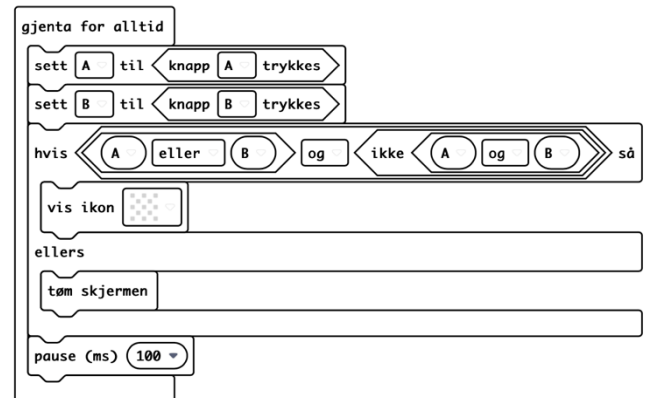 gjenta for alltid
sett A til knapp A trykkes
sett B til knapp B trykkes
hvis A eller B og ikke A og B så
vis ikon
ellers
tøm skjermen
pause (ms) 100